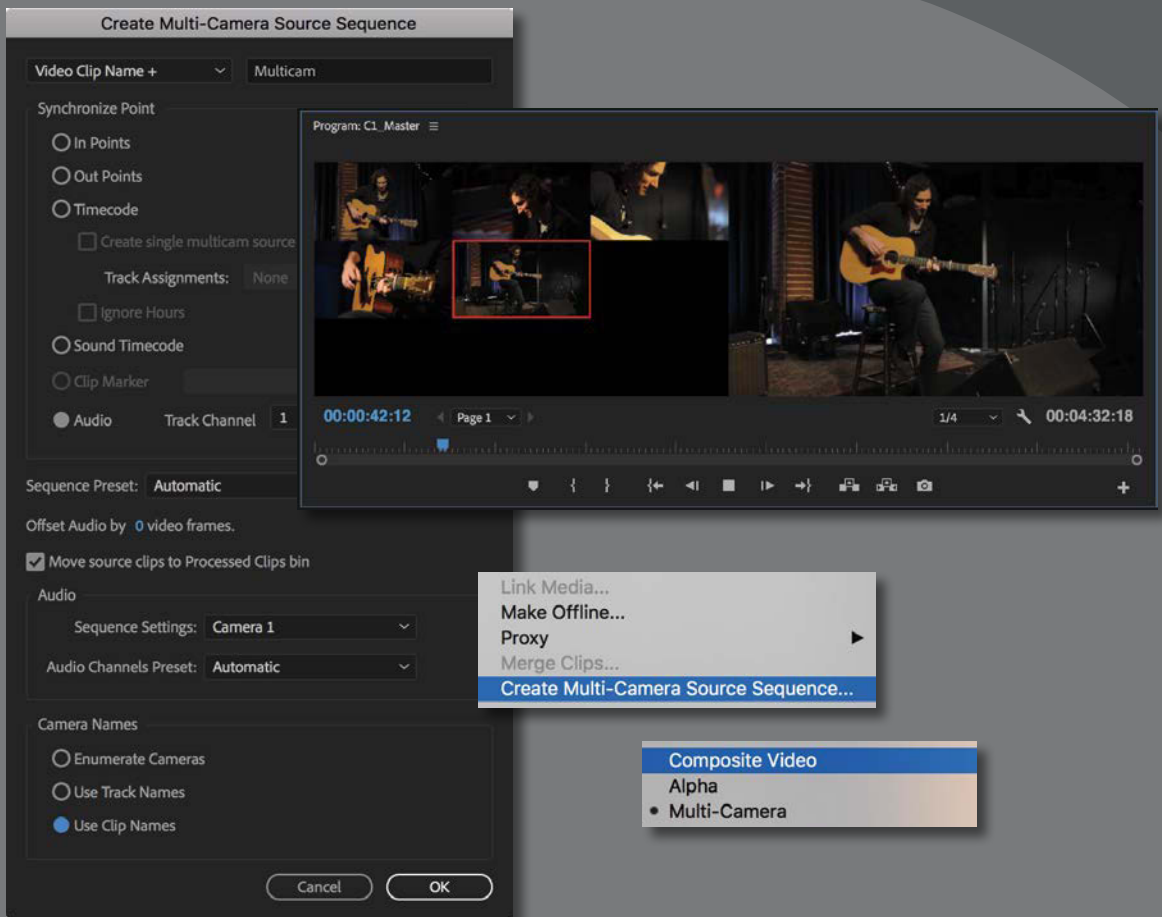 Create Multi-Camera Source Sequence
Video Clip Name +
Multicam
Synchronize Point
In Points
Out Points
Timecode
Create single multicam source
Track Assignments: None
Ignore Hours
Sound Timecode
Clip Marker
Audio Track Channel 1
Sequence Preset: Automatic
Offset Audio by 0 video frames.
Move source clips to Processed Clips bin
Audio
Sequence Settings: Camera 1
Audio Channels Preset: Automatic
Camera Names
Enumerate Cameras
Use Track Names
Use Clip Names
Cancel OK
Program: C1_Master
00:00:42:12 Page 1 1/4 00:04:32:18
Link Media...
Make Offline...
Proxy
Merge Clips...
Create Multi-Camera Source Sequence...
Composite Video
Alpha
Multi-Camera